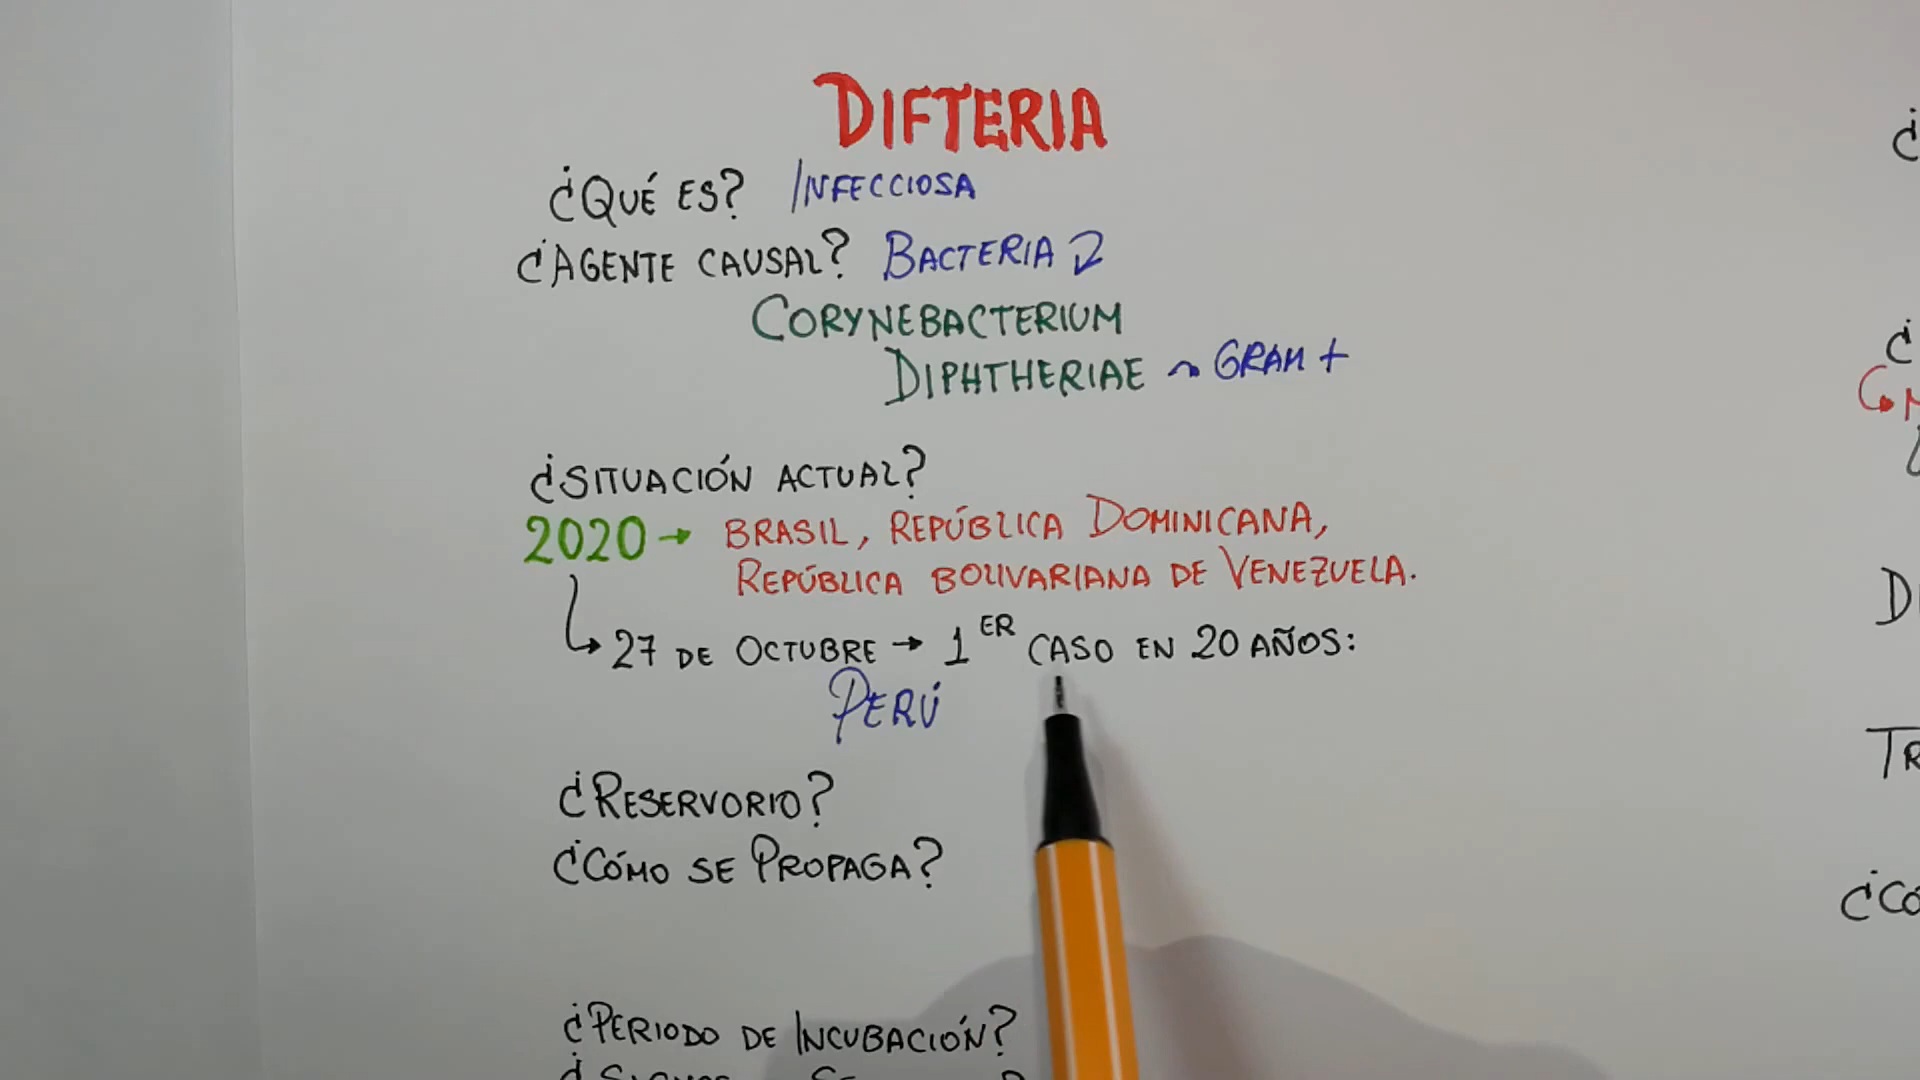 DIFTERIA
¿QUÉ ES? INFECCIOSA
¿AGENTE CAUSAL? BACTERIA
CORYNEBACTERIUM
DIPHTHERIAE ~ GRAM +
¿SITUACIÓN ACTUAL?
2020 → BRASIL, REPÚBLICA DOMINICANA,
REPÚBLICA BOLIVARIANA DE VENEZUELA.
↳ 27 DE OCTUBRE → 1ER CASO EN 20 AÑOS:
PERÚ
¿RESERVORIO?
¿CÓMO SE PROPAGA?
¿PERIODO DE INCUBACIÓN?